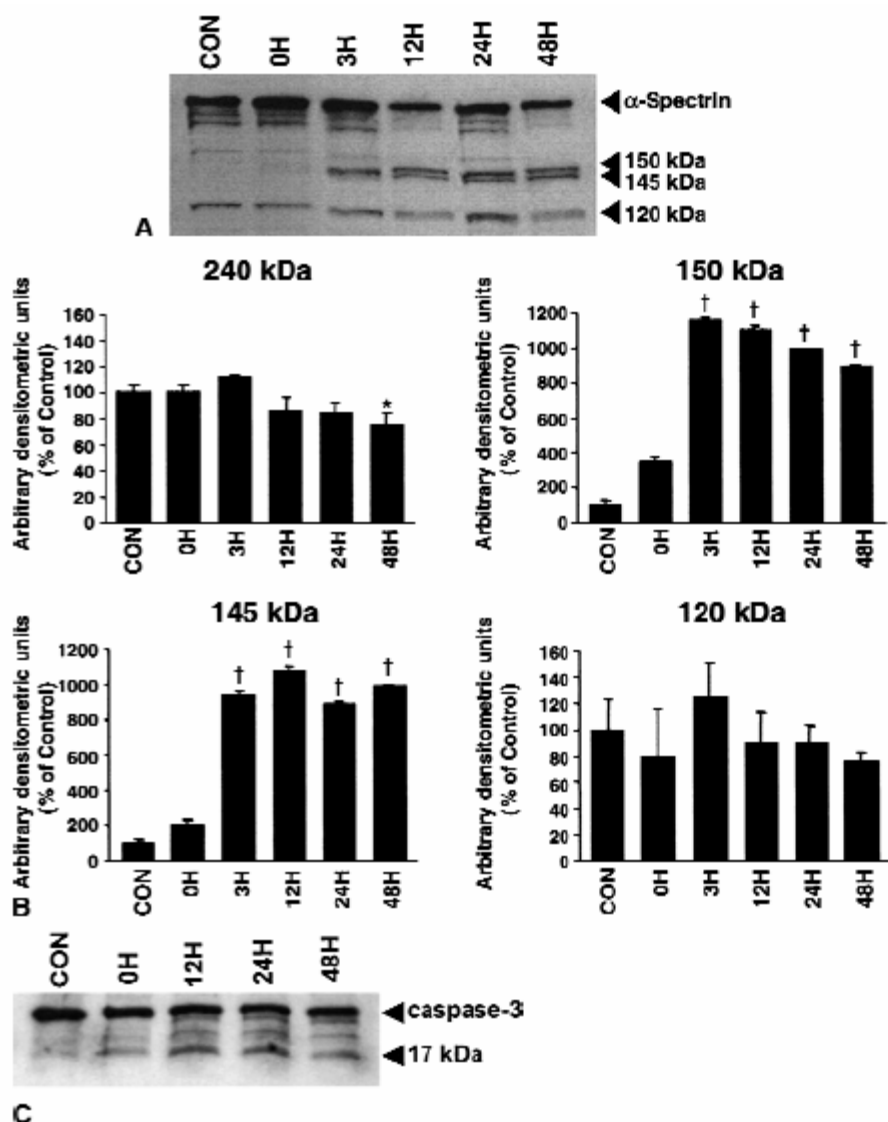 CON 0H 3H 12H 24H 48H
α-Spectrin
150 kDa
145 kDa
120 kDa
A
240 kDa
Arbitrary densitometric units
(% of Control)
160
140
120
100
80
60
40
20
0
*
CON 0H 3H 12H 24H 48H
150 kDa
Arbitrary densitometric units
(% of Control)
1200
1000
800
600
400
200
0
† † † †
CON 0H 3H 12H 24H 48H
145 kDa
Arbitrary densitometric units
(% of Control)
1200
1000
800
600
400
200
0
† † † †
CON 0H 3H 12H 24H 48H
B
120 kDa
Arbitrary densitometric units
(% of Control)
160
140
120
100
80
60
40
20
0
CON 0H 3H 12H 24H 48H
CON 0H 12H 24H 48H
caspase-3
17 kDa
C